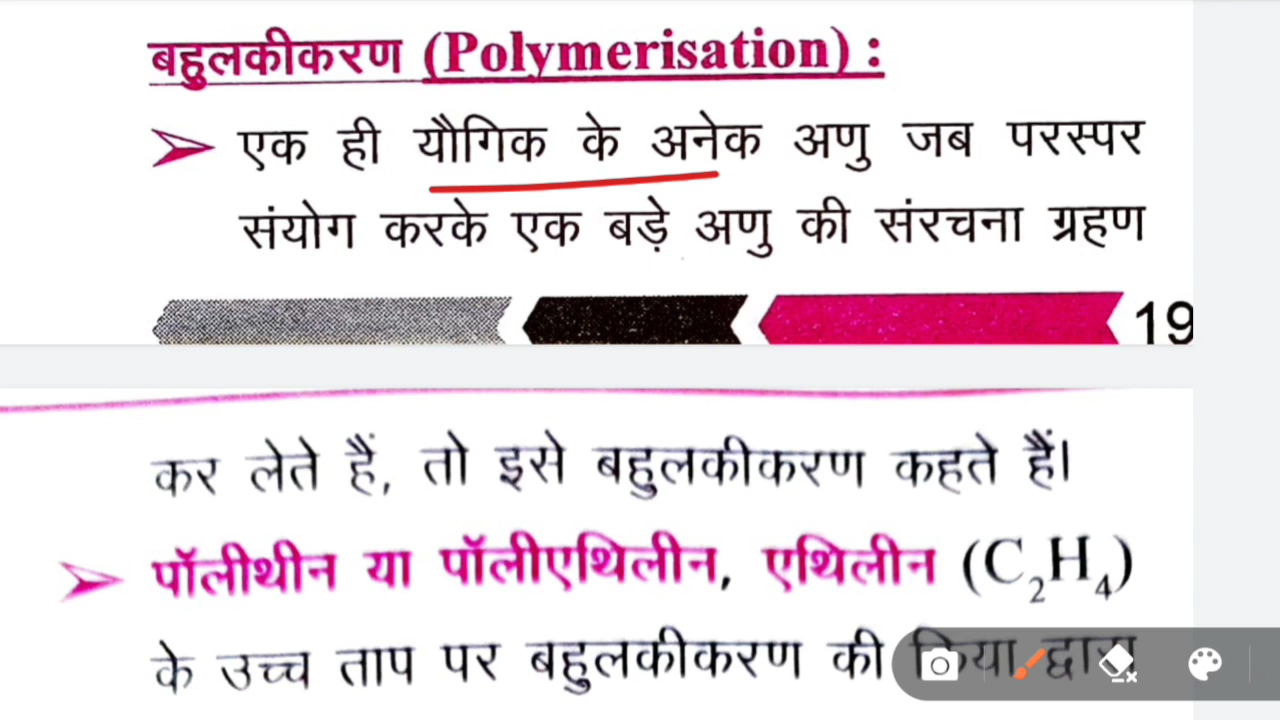 बहुलकीकरण (Polymerisation) :
➢ एक ही यौगिक के अनेक अणु जब परस्पर
संयोग करके एक बड़े अणु की संरचना ग्रहण
19
कर लेते हैं, तो इसे बहुलकीकरण कहते हैं।
➢ पॉलीथीन या पॉलीएथिलीन, एथिलीन (C₂H₄)
के उच्च ताप पर बहुलकीकरण की क्रिया द्वारा